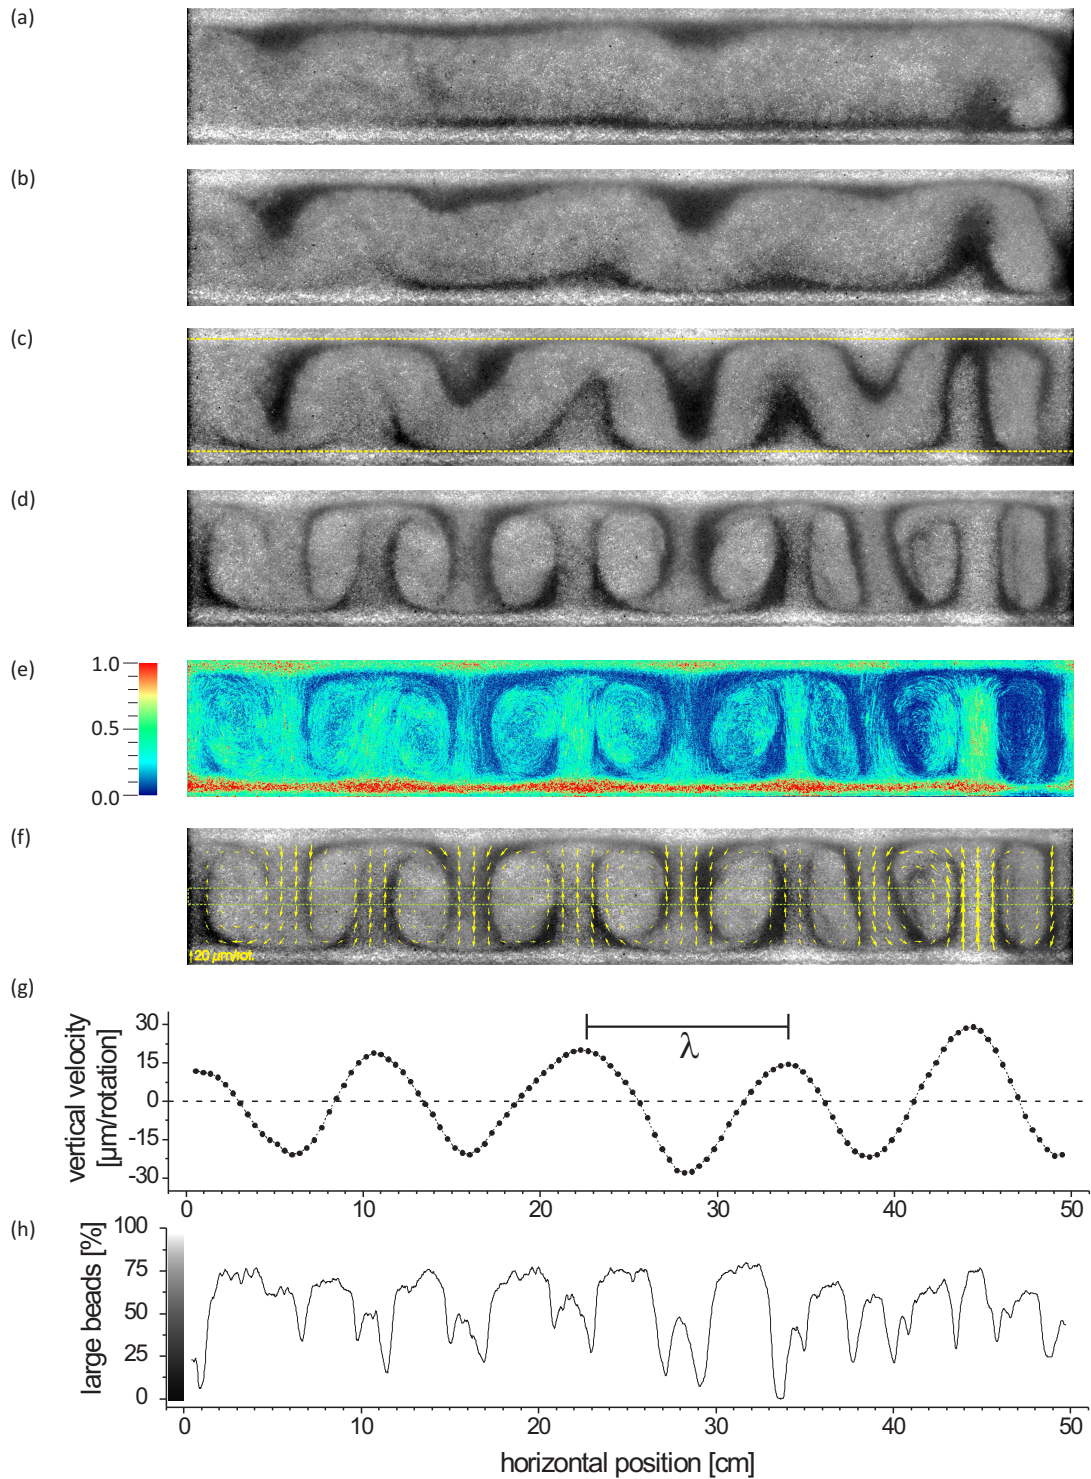 (a)
(b)
(c)
(d)
(e)
1.0
0.5
0.0
(f)
20 µm/rot.
(g)
vertical velocity
[µm/rotation]
30
15
0
-15
-30
λ
0 10 20 30 40 50
(h)
large beads [%]
100
75
50
25
0
0 10 20 30 40 50
horizontal position [cm]